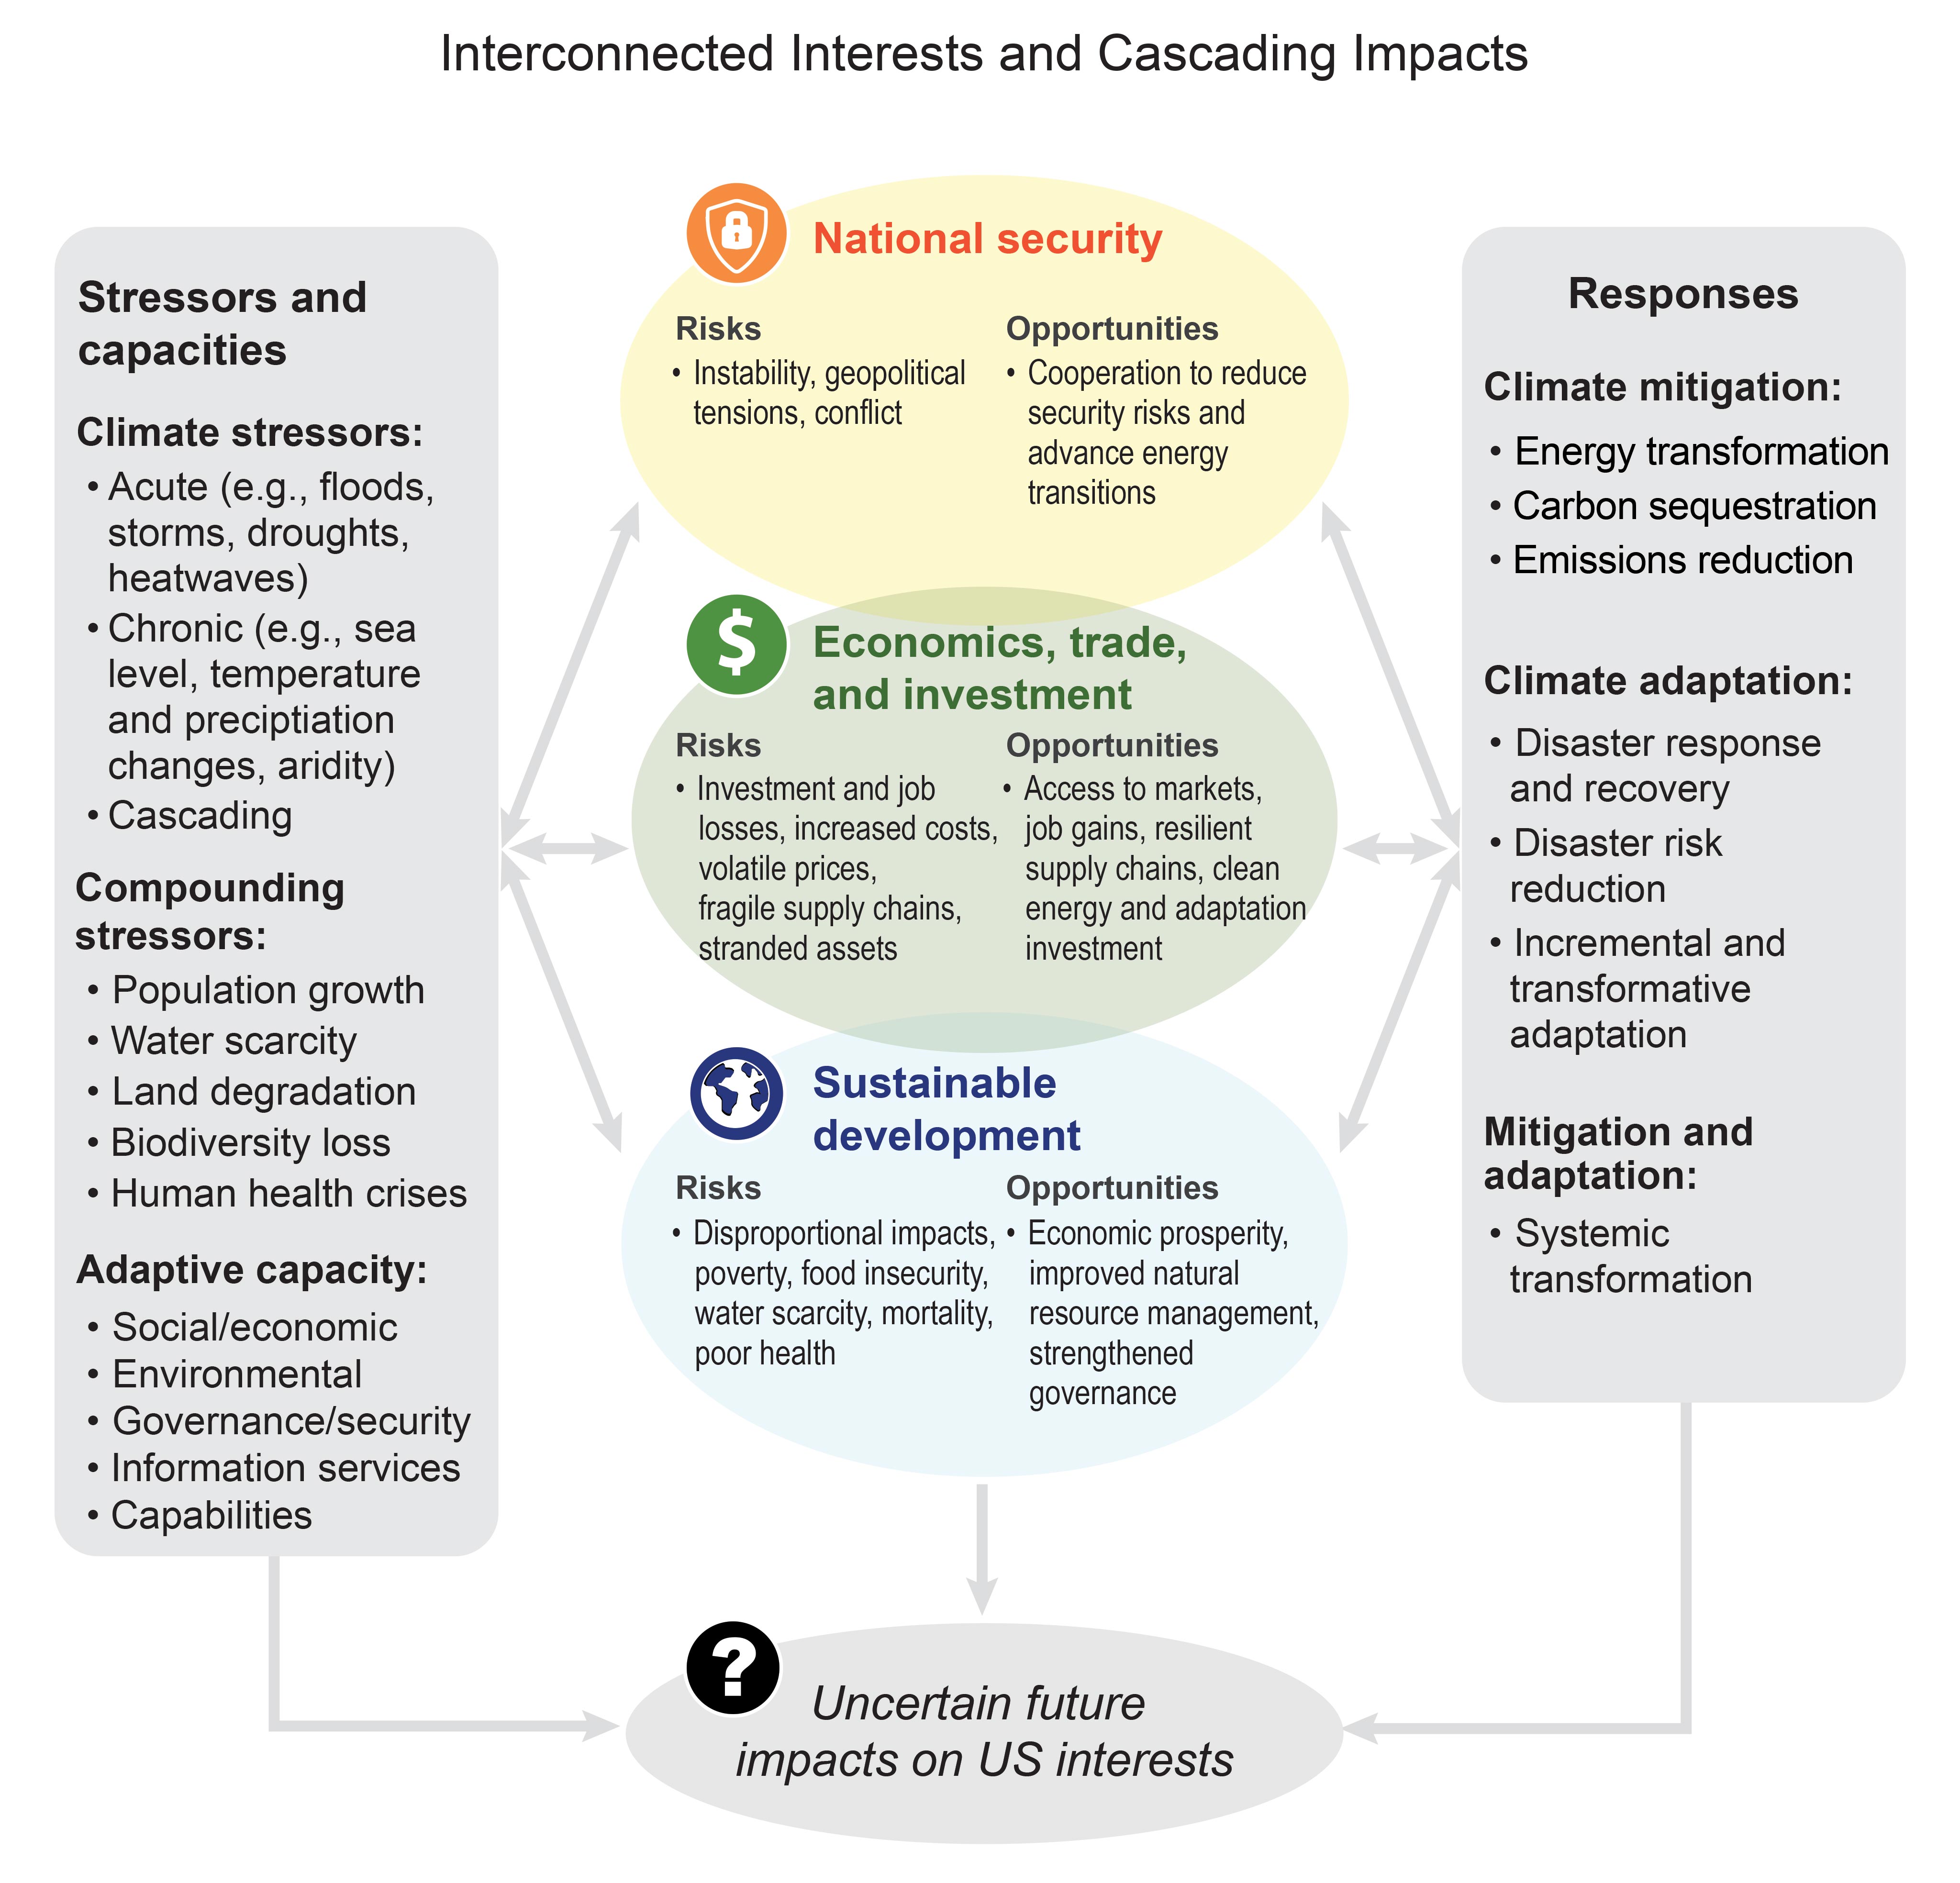 Interconnected Interests and Cascading Impacts
Stressors and
capacities
Climate stressors:
• Acute (e.g., floods,
storms, droughts,
heatwaves)
• Chronic (e.g., sea
level, temperature
and preciptiation
changes, aridity)
• Cascading
Compounding
stressors:
• Population growth
• Water scarcity
• Land degradation
• Biodiversity loss
• Human health crises
Adaptive capacity:
• Social/economic
• Environmental
• Governance/security
• Information services
• Capabilities
National security
Risks
• Instability, geopolitical
tensions, conflict
Opportunities
• Cooperation to reduce
security risks and
advance energy
transitions
$
Economics, trade,
and investment
Risks
• Investment and job
losses, increased costs,
volatile prices,
fragile supply chains,
stranded assets
Opportunities
• Access to markets,
job gains, resilient
supply chains, clean
energy and adaptation
investment
Sustainable
development
Risks
• Disproportional impacts,
poverty, food insecurity,
water scarcity, mortality,
poor health
Opportunities
• Economic prosperity,
improved natural
resource management,
strengthened
governance
Responses
Climate mitigation:
• Energy transformation
• Carbon sequestration
• Emissions reduction
Climate adaptation:
• Disaster response
and recovery
• Disaster risk
reduction
• Incremental and
transformative
adaptation
Mitigation and
adaptation:
• Systemic
transformation
?
Uncertain future
impacts on US interests